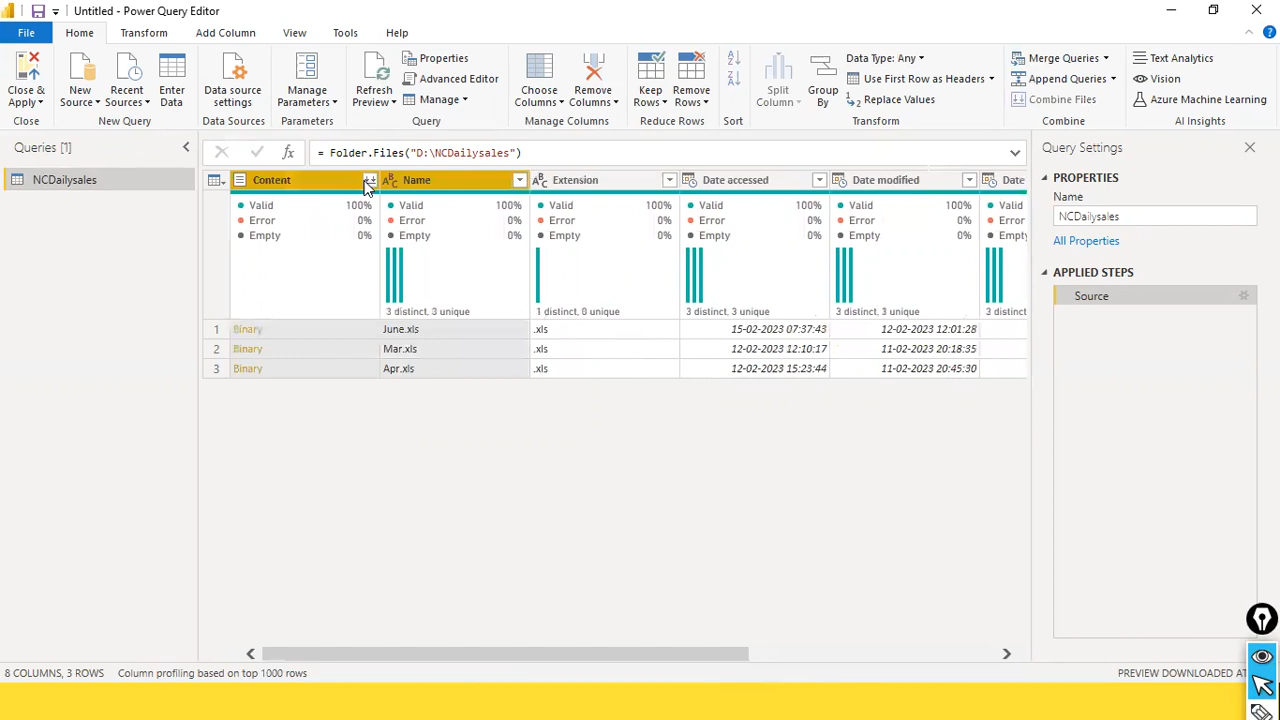 Untitled - Power Query Editor
File Home Transform Add Column View Tools Help
Close & Apply
New Source
Recent Sources
Enter Data
Data source settings
Manage Parameters
Refresh Preview
Properties
Advanced Editor
Manage
Choose Columns
Remove Columns
Keep Rows
Remove Rows
Split Column
Group By
Data Type: Any
Use First Row as Headers
Replace Values
Merge Queries
Append Queries
Combine Files
Text Analytics
Vision
Azure Machine Learning
Close New Query Data Sources Parameters Query Manage Columns Reduce Rows Sort Transform Combine AI Insights
Queries [1]
NCDailysales
= Folder.Files("D:\NCDailysales")
Content Name Extension Date accessed Date modified Date
Valid 100% Valid 100% Valid 100% Valid 100% Valid 100% Valid
Error 0% Error 0% Error 0% Error 0% Error 0% Error
Empty 0% Empty 0% Empty 0% Empty 0% Empty 0% Empty
3 distinct, 3 unique 1 distinct, 0 unique 3 distinct, 3 unique 3 distinct, 3 unique 3 distinct, 3 uniq
1 Binary June.xls .xls 15-02-2023 07:37:43 12-02-2023 12:01:28
2 Binary Mar.xls .xls 12-02-2023 12:10:17 11-02-2023 20:18:35
3 Binary Apr.xls .xls 12-02-2023 15:23:44 11-02-2023 20:45:30
Query Settings
PROPERTIES
Name
NCDailysales
All Properties
APPLIED STEPS
Source
8 COLUMNS, 3 ROWS Column profiling based on top 1000 rows
PREVIEW DOWNLOADED AT